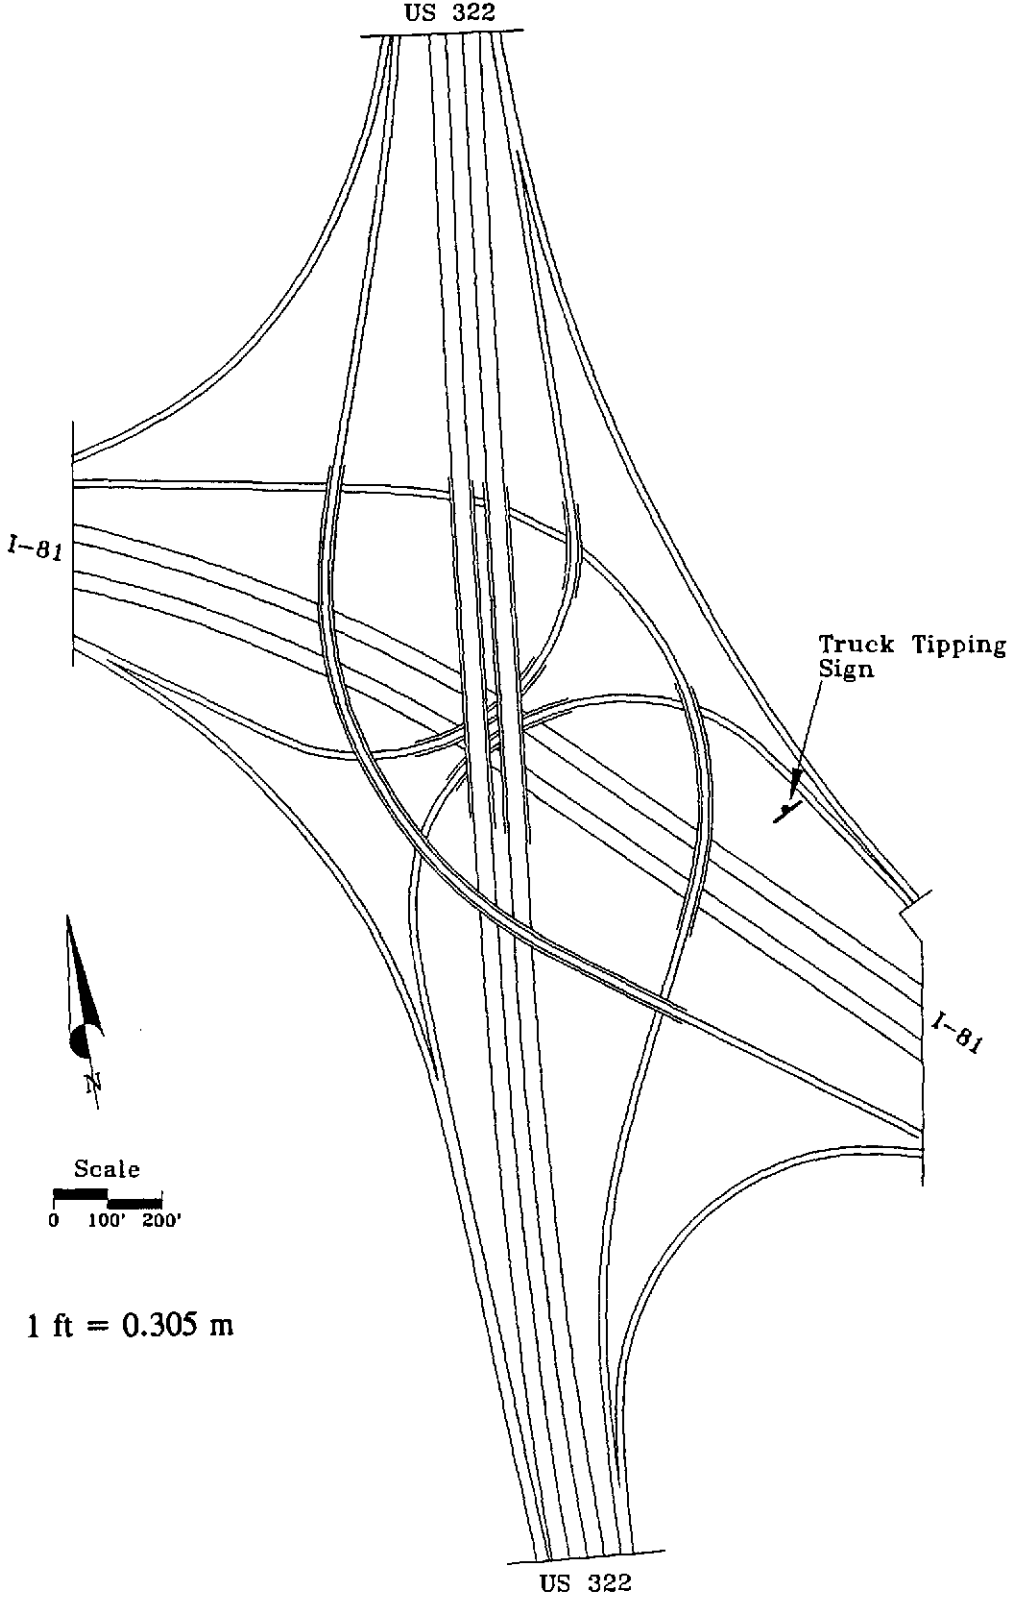 US 322
I-81
Truck Tipping
Sign
I-81
N
Scale
0 100' 200'
1 ft = 0.305 m
US 322